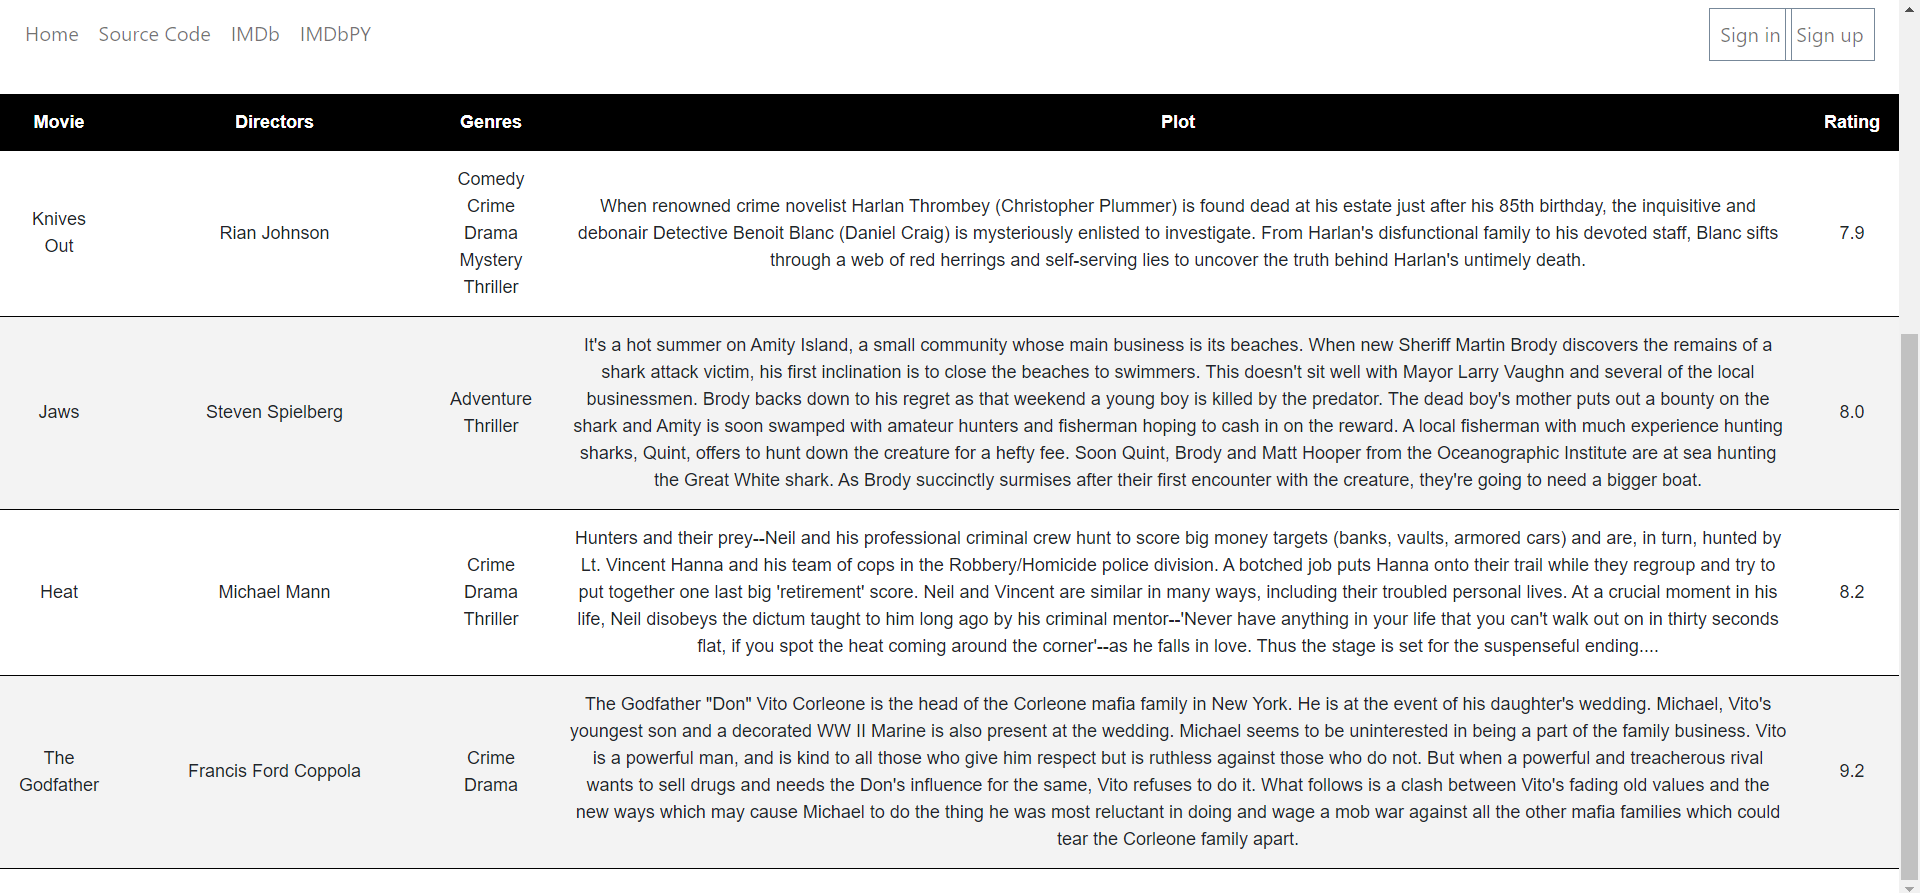 Home Source Code IMDb IMDbPY Sign in Sign up
Movie Directors Genres Plot Rating
Knives
Out
Rian Johnson
Comedy
Crime
Drama
Mystery
Thriller
When renowned crime novelist Harlan Thrombey (Christopher Plummer) is found dead at his estate just after his 85th birthday, the inquisitive and
debonair Detective Benoit Blanc (Daniel Craig) is mysteriously enlisted to investigate. From Harlan's disfunctional family to his devoted staff, Blanc sifts
through a web of red herrings and self-serving lies to uncover the truth behind Harlan's untimely death.
7.9
Jaws
Steven Spielberg
Adventure
Thriller
It's a hot summer on Amity Island, a small community whose main business is its beaches. When new Sheriff Martin Brody discovers the remains of a
shark attack victim, his first inclination is to close the beaches to swimmers. This doesn't sit well with Mayor Larry Vaughn and several of the local
businessmen. Brody backs down to his regret as that weekend a young boy is killed by the predator. The dead boy's mother puts out a bounty on the
shark and Amity is soon swamped with amateur hunters and fisherman hoping to cash in on the reward. A local fisherman with much experience hunting
sharks, Quint, offers to hunt down the creature for a hefty fee. Soon Quint, Brody and Matt Hooper from the Oceanographic Institute are at sea hunting
the Great White shark. As Brody succinctly surmises after their first encounter with the creature, they're going to need a bigger boat.
8.0
Heat
Michael Mann
Crime
Drama
Thriller
Hunters and their prey--Neil and his professional criminal crew hunt to score big money targets (banks, vaults, armored cars) and are, in turn, hunted by
Lt. Vincent Hanna and his team of cops in the Robbery/Homicide police division. A botched job puts Hanna onto their trail while they regroup and try to
put together one last big 'retirement' score. Neil and Vincent are similar in many ways, including their troubled personal lives. At a crucial moment in his
life, Neil disobeys the dictum taught to him long ago by his criminal mentor--'Never have anything in your life that you can't walk out on in thirty seconds
flat, if you spot the heat coming around the corner'--as he falls in love. Thus the stage is set for the suspenseful ending....
8.2
The
Godfather
Francis Ford Coppola
Crime
Drama
The Godfather "Don" Vito Corleone is the head of the Corleone mafia family in New York. He is at the event of his daughter's wedding. Michael, Vito's
youngest son and a decorated WW II Marine is also present at the wedding. Michael seems to be uninterested in being a part of the family business. Vito
is a powerful man, and is kind to all those who give him respect but is ruthless against those who do not. But when a powerful and treacherous rival
wants to sell drugs and needs the Don's influence for the same, Vito refuses to do it. What follows is a clash between Vito's fading old values and the
new ways which may cause Michael to do the thing he was most reluctant in doing and wage a mob war against all the other mafia families which could
tear the Corleone family apart.
9.2